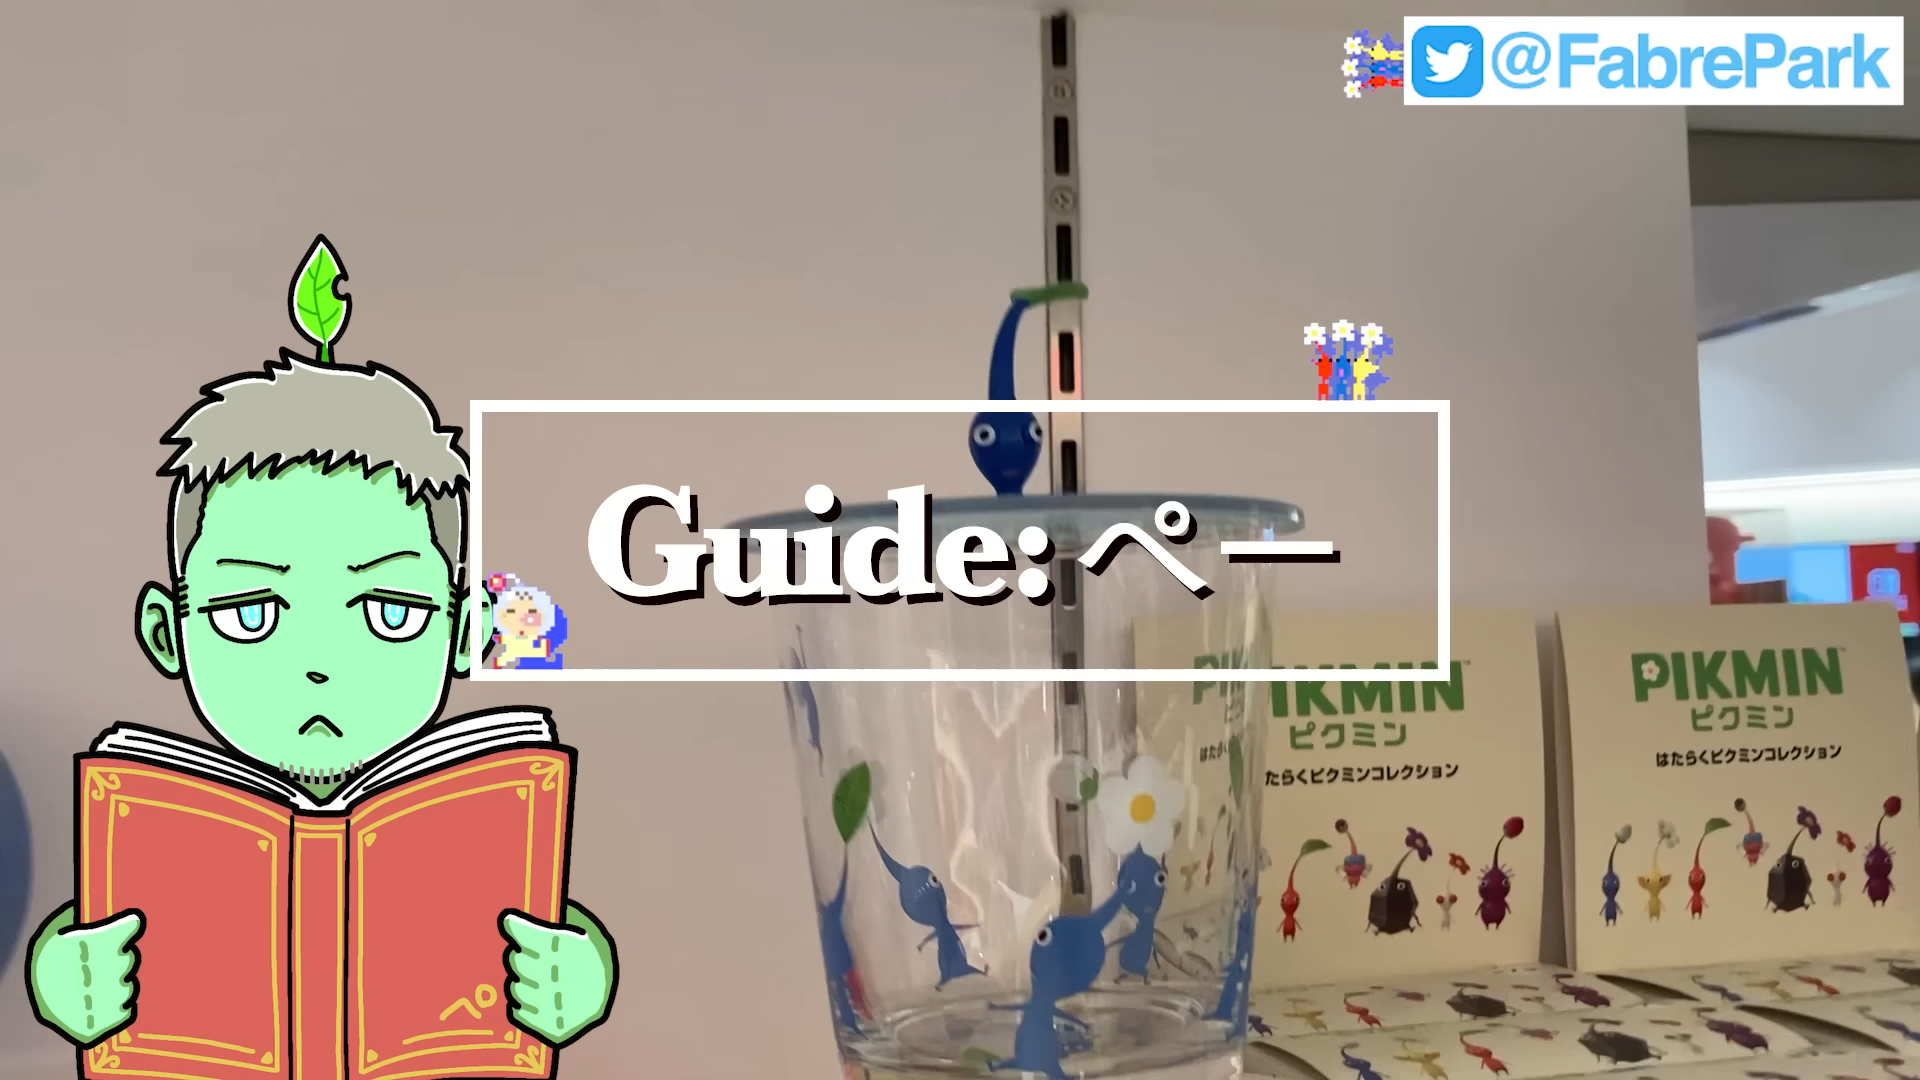 @FabrePark
Guide:ぺー
PIKMIN
ピクミン
はたらくピクミンコレクション
PIKMIN
ピクミン
たらくピクミンコレクション
ペ